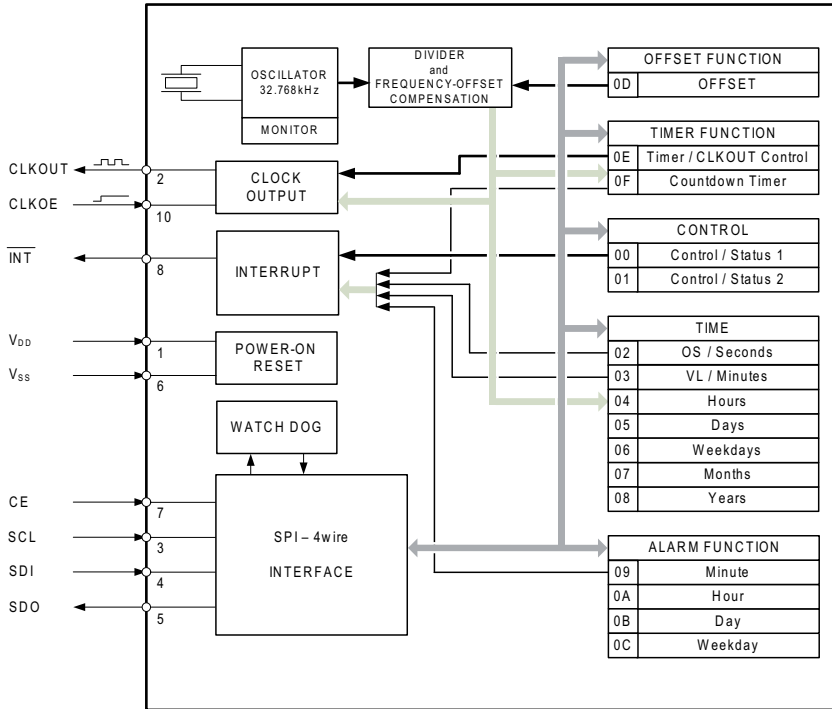 OSCILLATOR
32.768kHz
MONITOR
DIVIDER
and
FREQUENCY-OFFSET
COMPENSATION
OFFSET FUNCTION
0D OFFSET
TIMER FUNCTION
0E Timer / CLKOUT Control
0F Countdown Timer
CLKOUT
2
CLKOE
10
CLOCK
OUTPUT
CONTROL
00 Control / Status 1
01 Control / Status 2
INT
8
INTERRUPT
TIME
02 OS / Seconds
03 VL / Minutes
04 Hours
05 Days
06 Weekdays
07 Months
08 Years
VDD
1
VSS
6
POWER-ON
RESET
WATCH DOG
CE
7
SCL
3
SDI
4
SDO
5
SPI – 4wire
INTERFACE
ALARM FUNCTION
09 Minute
0A Hour
0B Day
0C Weekday